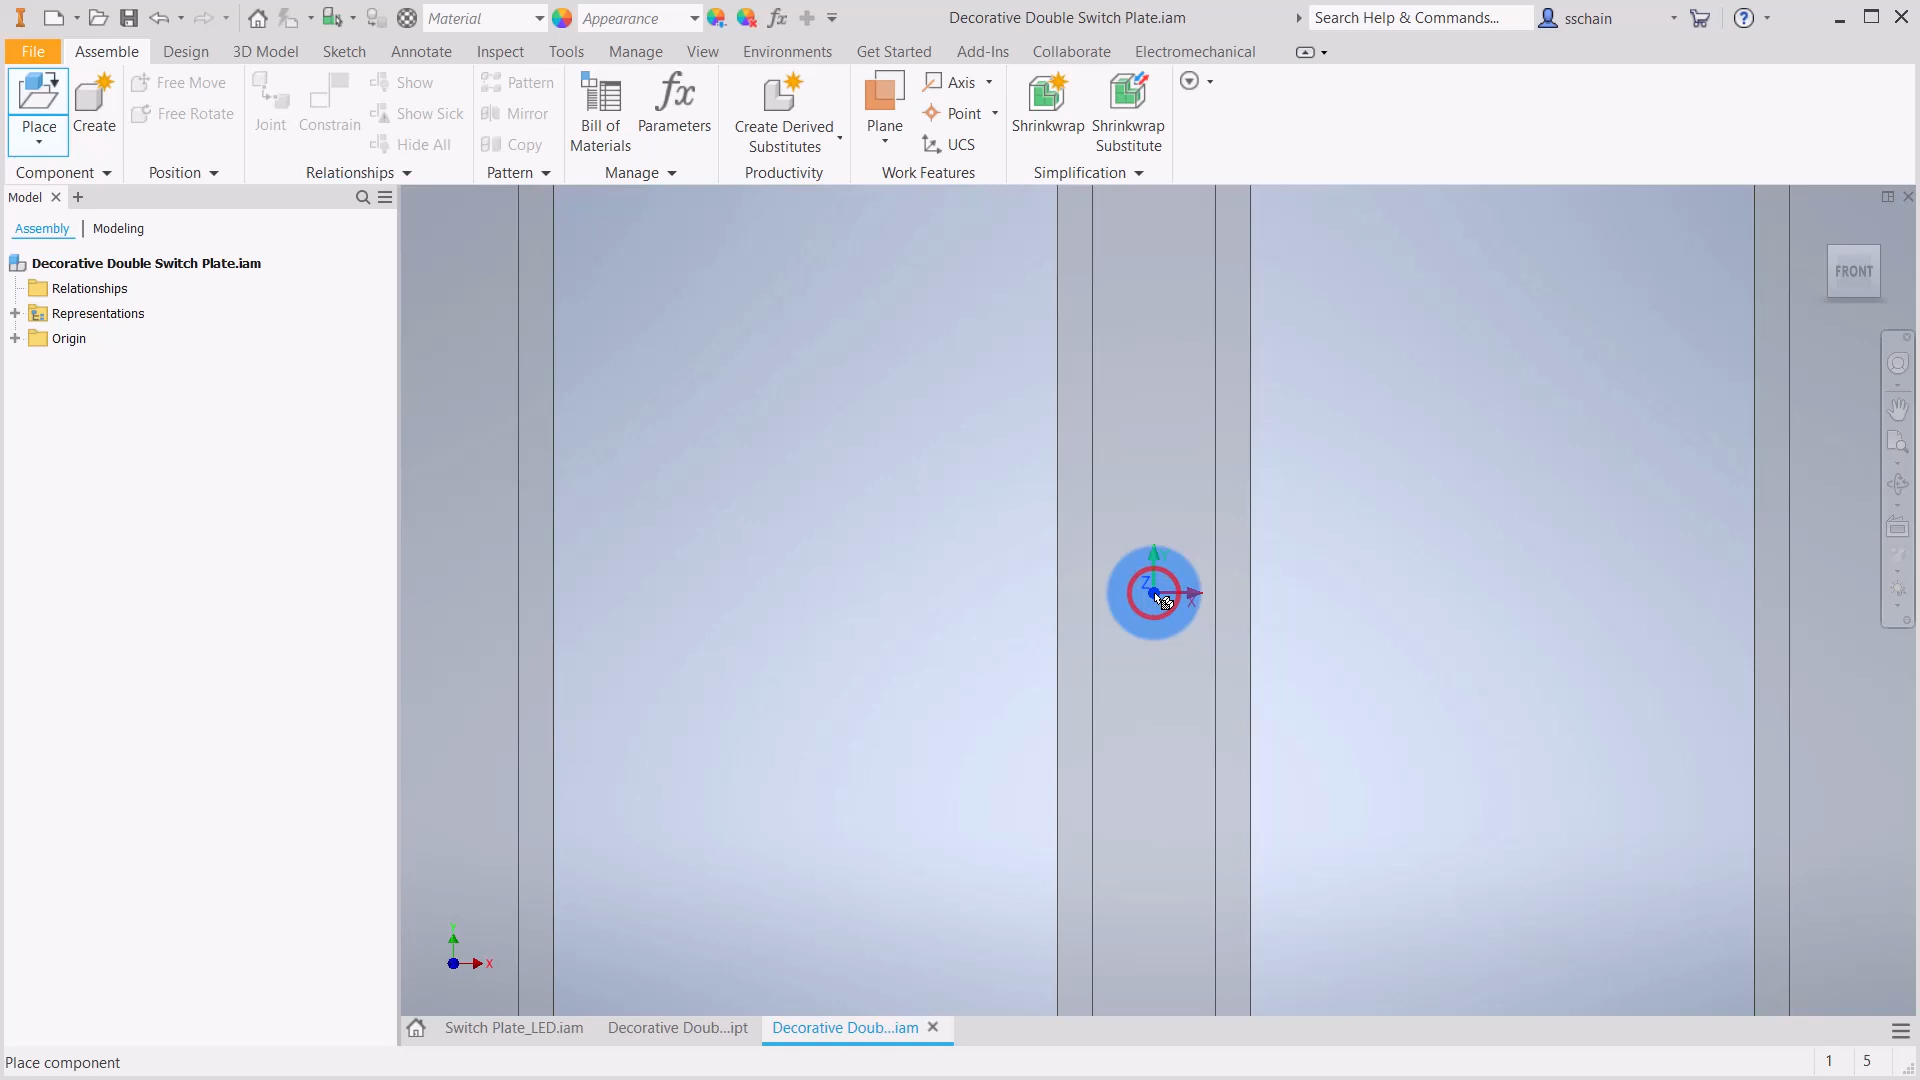 Material
Appearance
fx
Decorative Double Switch Plate.iam
Search Help & Commands...
sschain
File
Assemble
Design
3D Model
Sketch
Annotate
Inspect
Tools
Manage
View
Environments
Get Started
Add-Ins
Collaborate
Electromechanical
Place
Create
Free Move
Free Rotate
Joint
Constrain
Show
Show Sick
Hide All
Pattern
Mirror
Copy
Bill of
Materials
fx
Parameters
Create Derived
Substitutes
Plane
Axis
Point
UCS
Shrinkwrap
Shrinkwrap
Substitute
Component
Position
Relationships
Pattern
Manage
Productivity
Work Features
Simplification
Model
Assembly
Modeling
Decorative Double Switch Plate.iam
Relationships
Representations
Origin
FRONT
Y
Z
X
Y
X
Switch Plate_LED.iam
Decorative Doub...ipt
Decorative Doub...iam
Place component
1
5